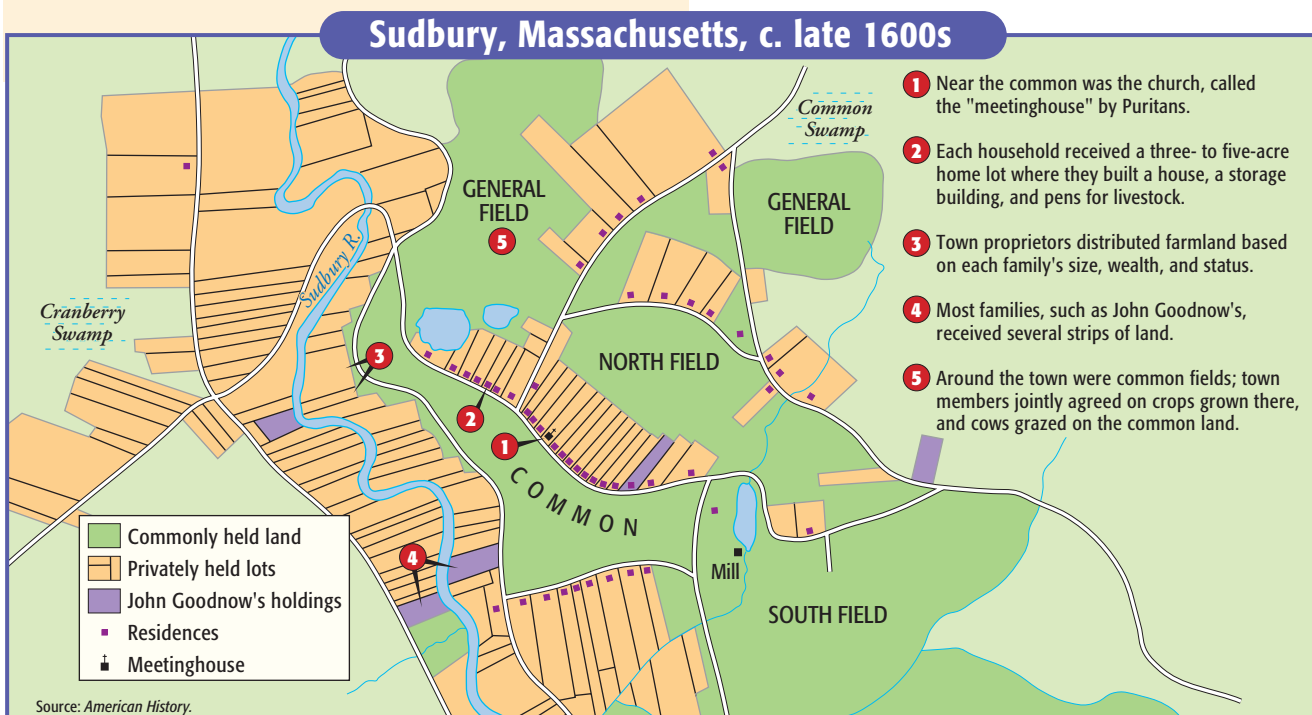 Sudbury, Massachusetts, c. late 1600s
1 Near the common was the church, called
the "meetinghouse" by Puritans.
2 Each household received a three- to five-acre
home lot where they built a house, a storage
building, and pens for livestock.
3 Town proprietors distributed farmland based
on each family's size, wealth, and status.
4 Most families, such as John Goodnow's,
received several strips of land.
5 Around the town were common fields; town
members jointly agreed on crops grown there,
and cows grazed on the common land.
Common
Swamp
GENERAL
FIELD
5
GENERAL
FIELD
Sudbury R.
Cranberry
Swamp
3
NORTH FIELD
2
1
COMMON
4
Mill
SOUTH FIELD
Commonly held land
Privately held lots
John Goodnow's holdings
Residences
Meetinghouse
Source: American History.